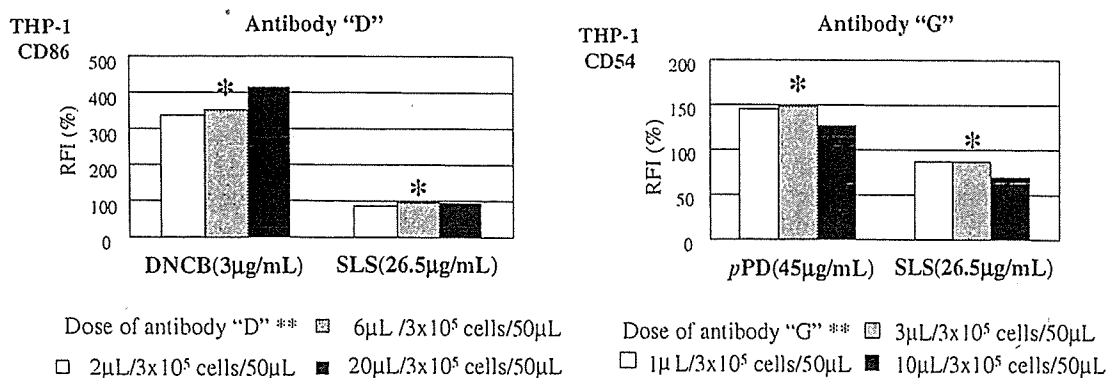 THP-1
CD86
Antibody “D”
RFI (%)
500
400
300
200
100
0
*
*
DNCB(3μg/mL)
SLS(26.5μg/mL)
Dose of antibody “D” **
6μL /3x10⁵ cells/50μL
2μL/3x10⁵ cells/50μL
20μL/3x10⁵ cells/50μL
THP-1
CD54
Antibody “G”
RFI (%)
200
150
100
50
0
*
*
pPD(45μg/mL)
SLS(26.5μg/mL)
Dose of antibody “G” **
3μL/3x10⁵ cells/50μL
1μL/3x10⁵ cells/50μL
10μL/3x10⁵ cells/50μL